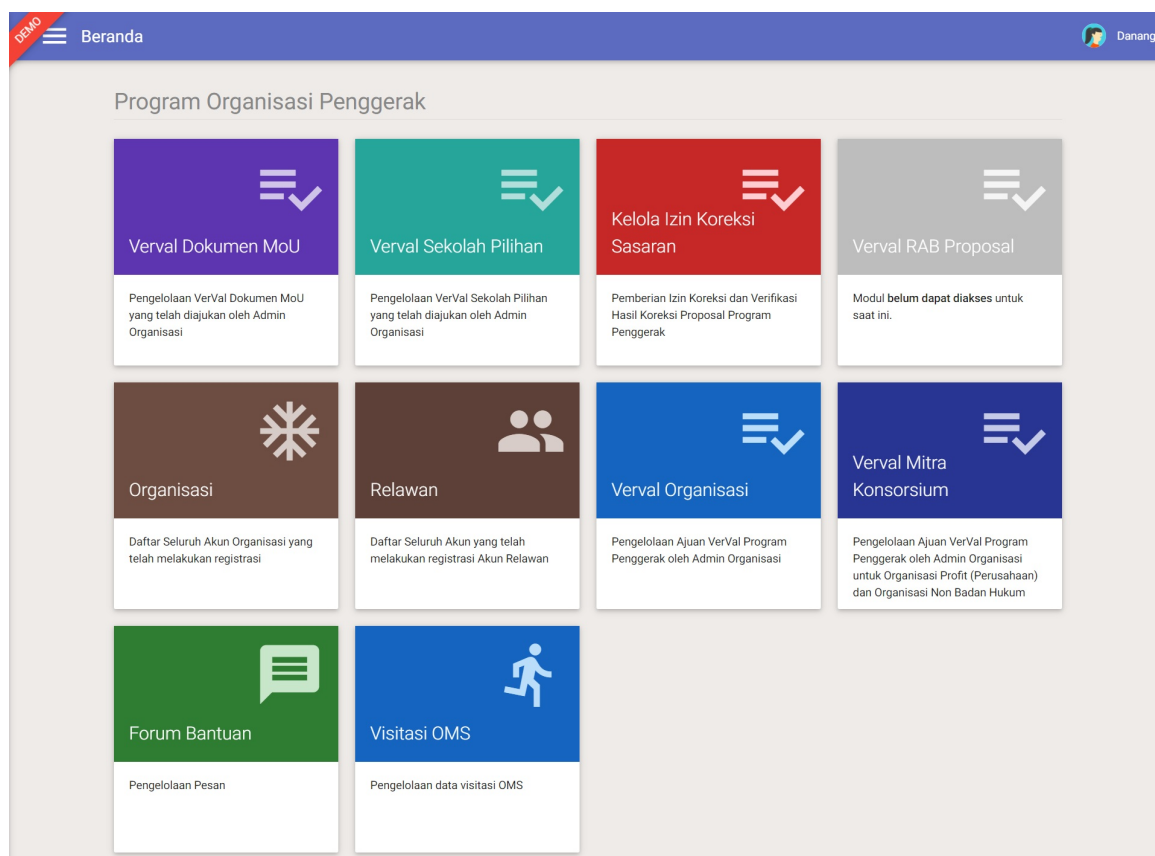 DEMO
Beranda
Danang
Program Organisasi Penggerak
Verval Dokumen MoU
Pengelolaan VerVal Dokumen MoU
yang telah diajukan oleh Admin
Organisasi
Verval Sekolah Pilihan
Pengelolaan VerVal Sekolah Pilihan
yang telah diajukan oleh Admin
Organisasi
Kelola Izin Koreksi
Sasaran
Pemberian Izin Koreksi dan Verifikasi
Hasil Koreksi Proposal Program
Penggerak
Verval RAB Proposal
Modul belum dapat diakses untuk
saat ini.
Organisasi
Daftar Seluruh Akun Organisasi yang
telah melakukan registrasi
Relawan
Daftar Seluruh Akun yang telah
melakukan registrasi Akun Relawan
Verval Organisasi
Pengelolaan Ajuan VerVal Program
Penggerak oleh Admin Organisasi
Verval Mitra
Konsorsium
Pengelolaan Ajuan VerVal Program
Penggerak oleh Admin Organisasi
untuk Organisasi Profit (Perusahaan)
dan Organisasi Non Badan Hukum
Forum Bantuan
Pengelolaan Pesan
Visitasi OMS
Pengelolaan data visitasi OMS